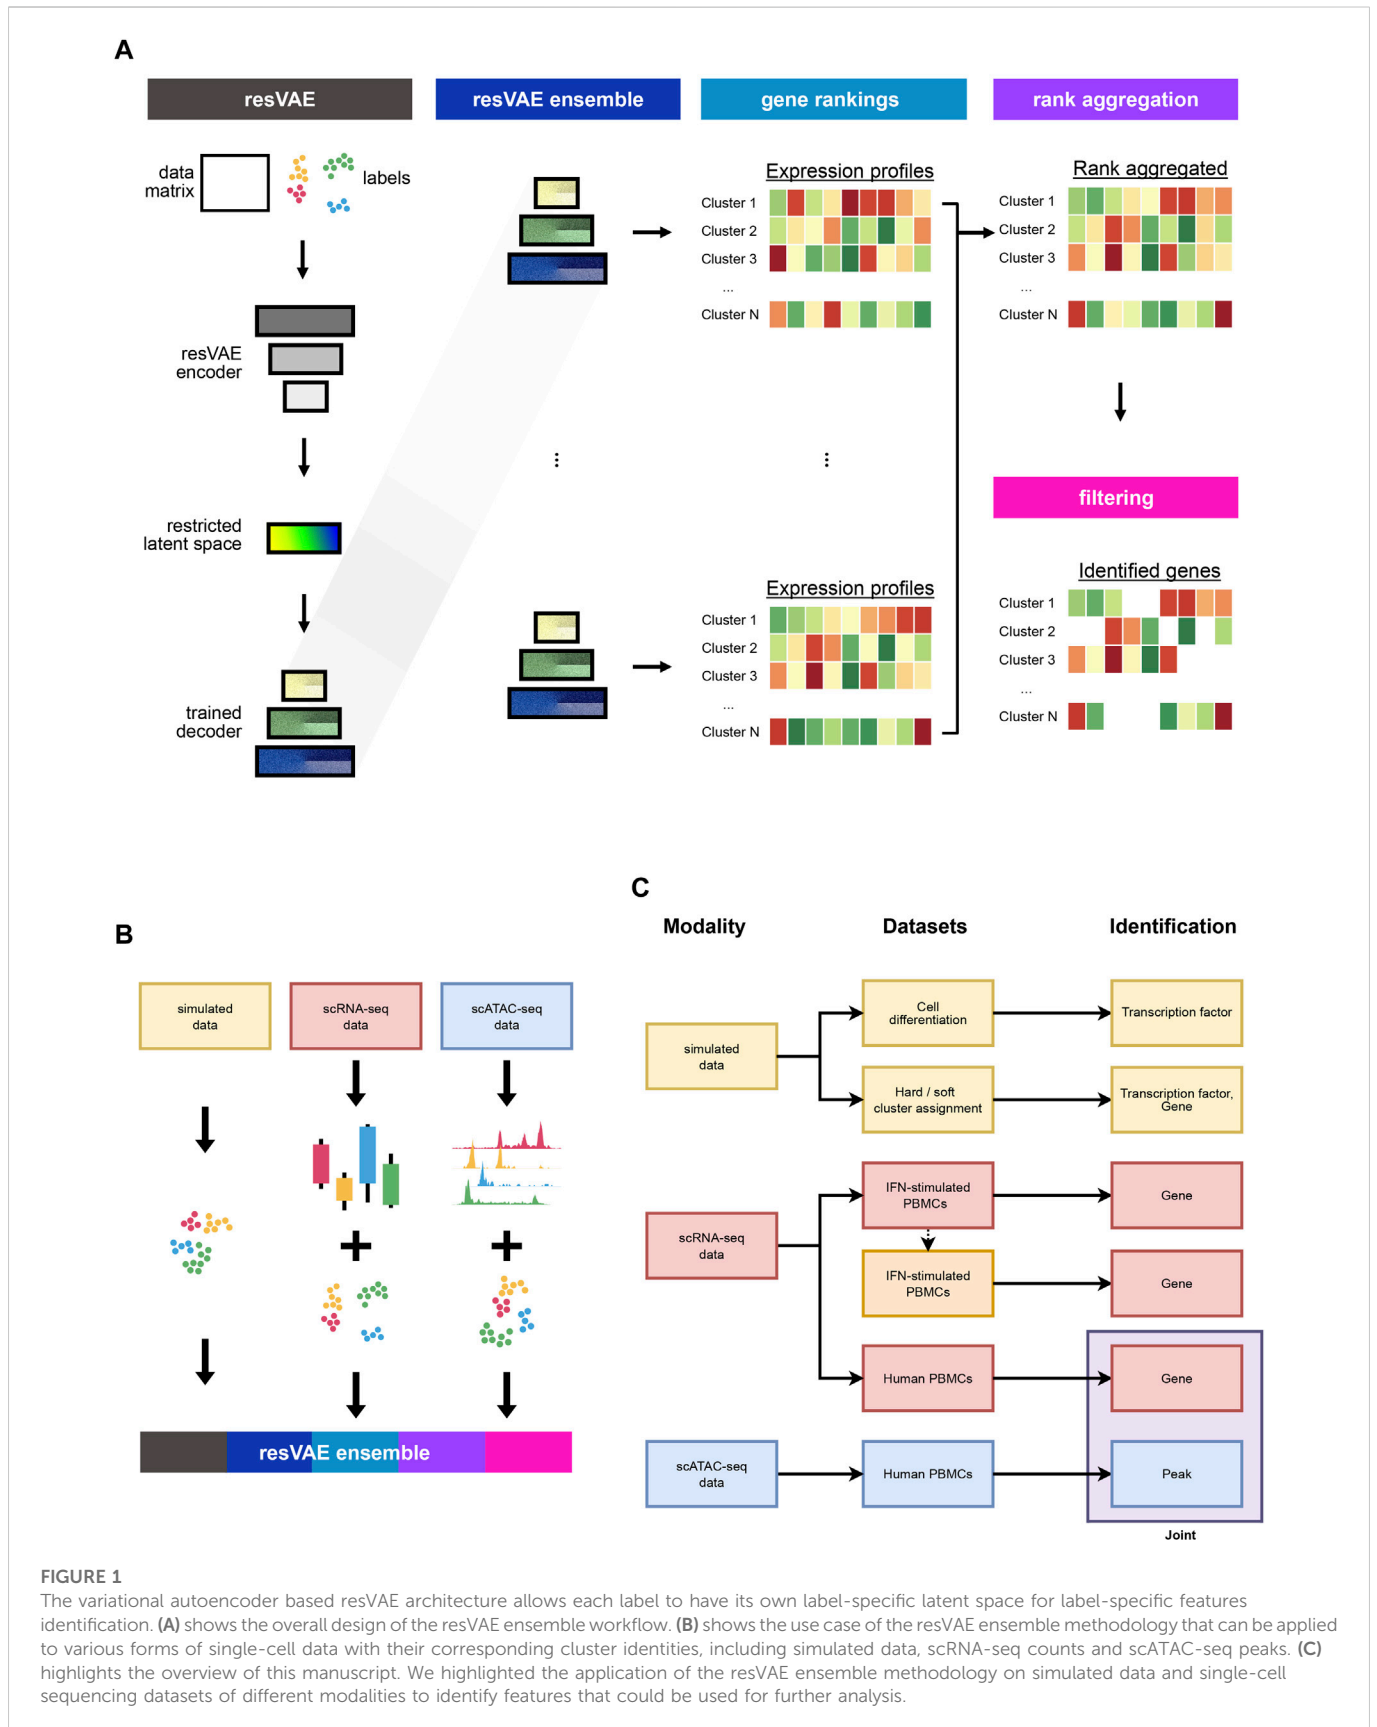 A
resVAE
resVAE ensemble
gene rankings
rank aggregation
data
matrix
labels
resVAE
encoder
restricted
latent space
trained
decoder
Expression profiles
Cluster 1
Cluster 2
Cluster 3
...
Cluster N
...
...
Expression profiles
Cluster 1
Cluster 2
Cluster 3
...
Cluster N
Rank aggregated
Cluster 1
Cluster 2
Cluster 3
...
Cluster N
filtering
Identified genes
Cluster 1
Cluster 2
Cluster 3
...
Cluster N
B
simulated
data
scRNA-seq
data
scATAC-seq
data
resVAE ensemble
C
Modality
Datasets
Identification
simulated
data
Cell
differentiation
Transcription factor
Hard / soft
cluster assignment
Transcription factor,
Gene
scRNA-seq
data
IFN-stimulated
PBMCs
Gene
IFN-stimulated
PBMCs
Gene
Human PBMCs
Gene
scATAC-seq
data
Human PBMCs
Peak
Joint
FIGURE 1
The variational autoencoder based resVAE architecture allows each label to have its own label-specific latent space for label-specific features
identification. (A) shows the overall design of the resVAE ensemble workflow. (B) shows the use case of the resVAE ensemble methodology that can be applied
to various forms of single-cell data with their corresponding cluster identities, including simulated data, scRNA-seq counts and scATAC-seq peaks. (C)
highlights the overview of this manuscript. We highlighted the application of the resVAE ensemble methodology on simulated data and single-cell
sequencing datasets of different modalities to identify features that could be used for further analysis.